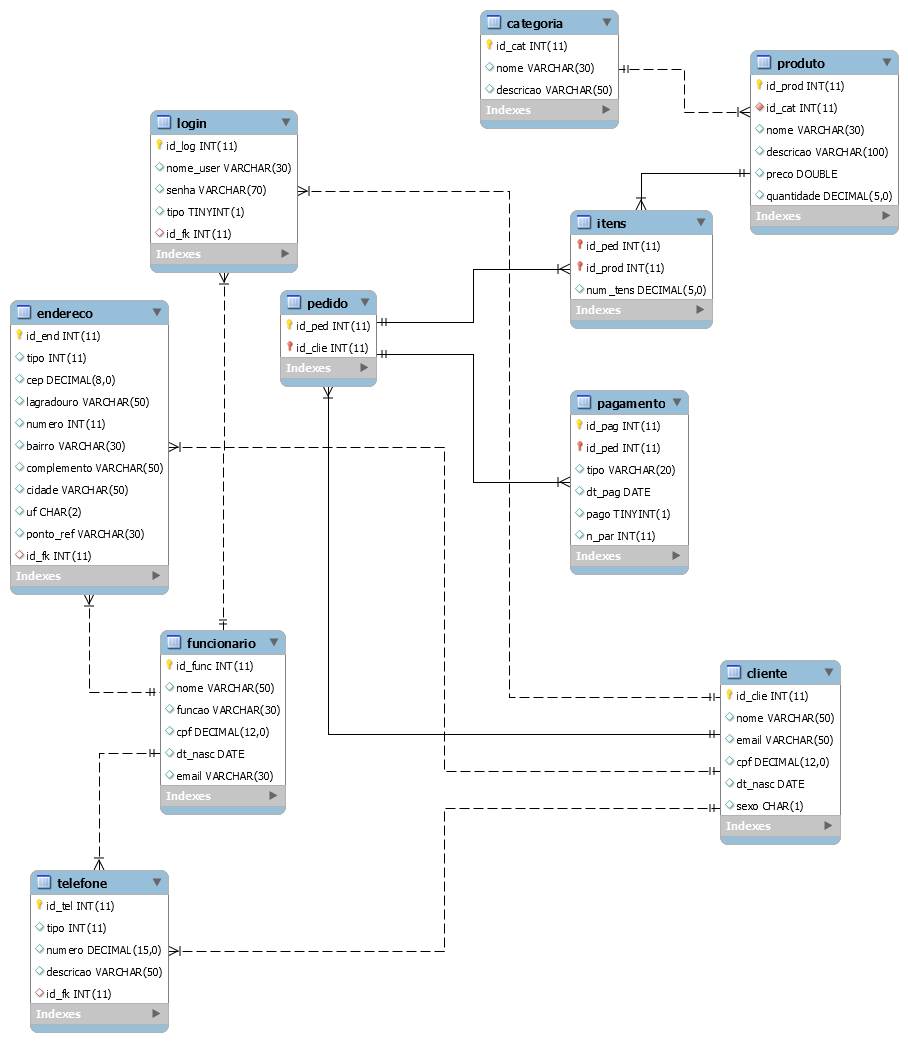 categoria
id_cat INT(11)
nome VARCHAR(30)
descricao VARCHAR(50)
Indexes
produto
id_prod INT(11)
id_cat INT(11)
nome VARCHAR(30)
descricao VARCHAR(100)
preco DOUBLE
quantidade DECIMAL(5,0)
Indexes
login
id_log INT(11)
nome_user VARCHAR(30)
senha VARCHAR(70)
tipo TINYINT(1)
id_fk INT(11)
Indexes
itens
id_ped INT(11)
id_prod INT(11)
num_tens DECIMAL(5,0)
Indexes
pedido
id_ped INT(11)
id_clie INT(11)
Indexes
endereco
id_end INT(11)
tipo INT(11)
cep DECIMAL(8,0)
lagradouro VARCHAR(50)
numero INT(11)
bairro VARCHAR(30)
complemento VARCHAR(50)
cidade VARCHAR(50)
uf CHAR(2)
ponto_ref VARCHAR(30)
id_fk INT(11)
Indexes
pagamento
id_pag INT(11)
id_ped INT(11)
tipo VARCHAR(20)
dt_pag DATE
pago TINYINT(1)
n_par INT(11)
Indexes
funcionario
id_func INT(11)
nome VARCHAR(50)
funcao VARCHAR(30)
cpf DECIMAL(12,0)
dt_nasc DATE
email VARCHAR(30)
Indexes
cliente
id_clie INT(11)
nome VARCHAR(50)
email VARCHAR(50)
cpf DECIMAL(12,0)
dt_nasc DATE
sexo CHAR(1)
Indexes
telefone
id_tel INT(11)
tipo INT(11)
numero DECIMAL(15,0)
descricao VARCHAR(50)
id_fk INT(11)
Indexes